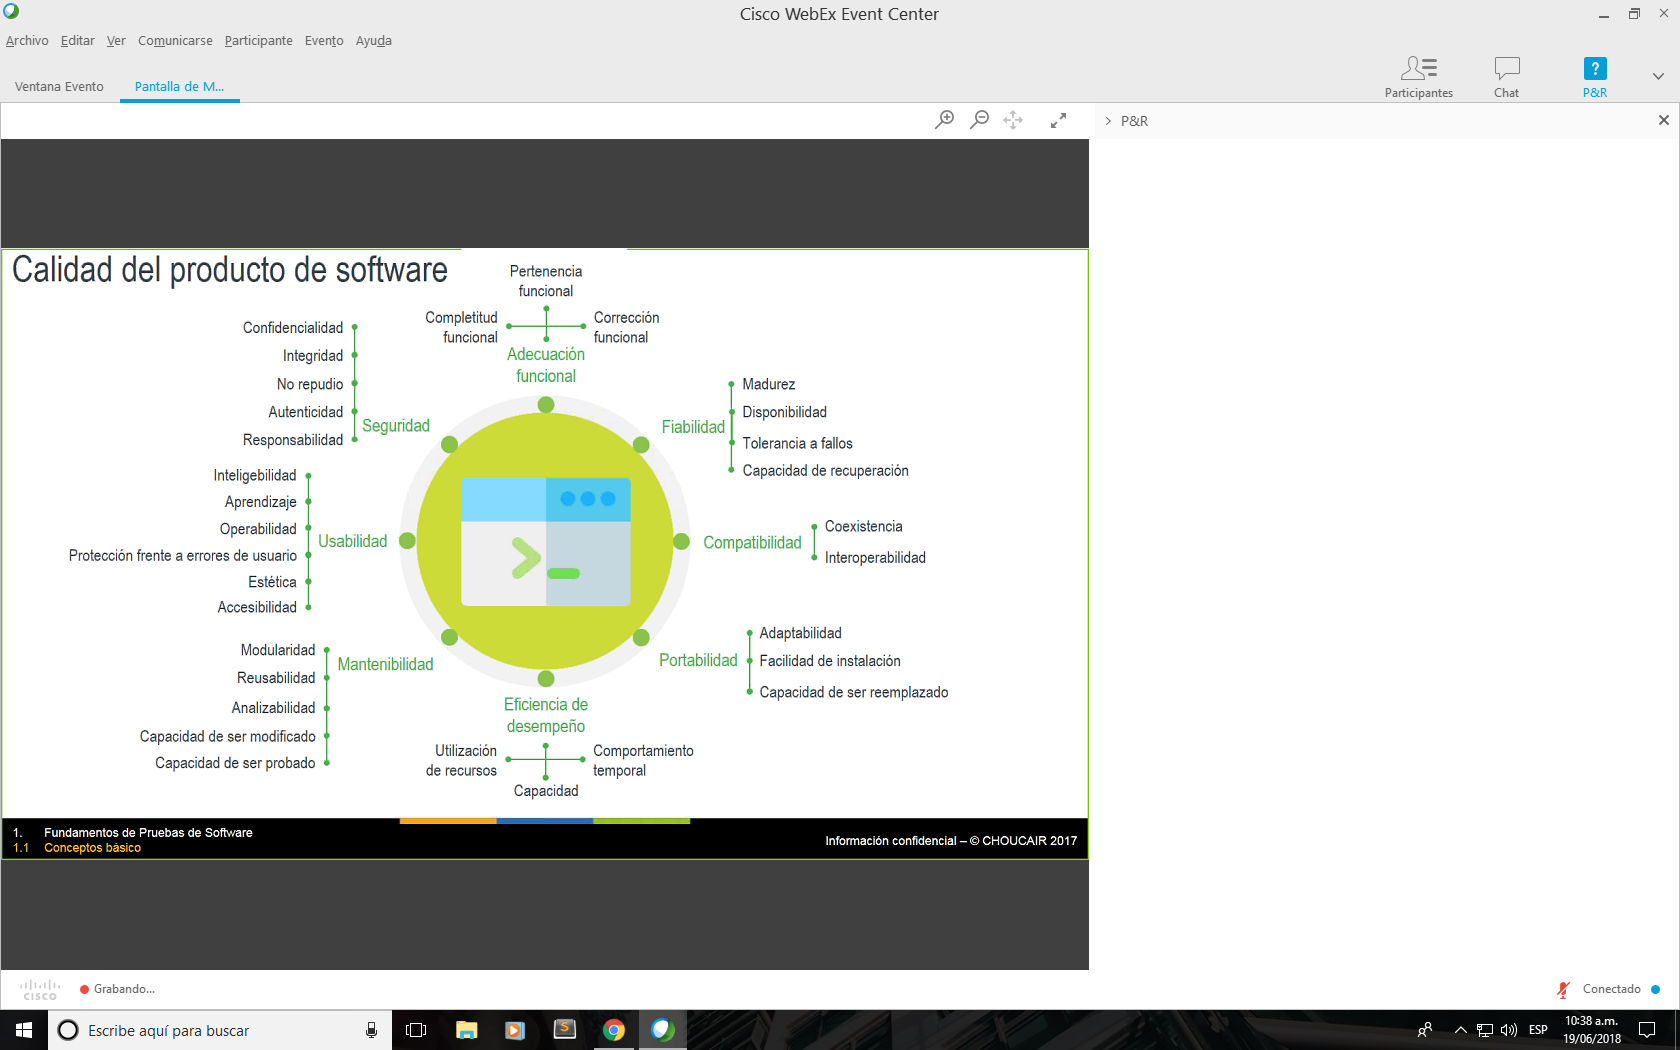 Cisco WebEx Event Center
Archivo Editar Ver Comunicarse Participante Evento Ayuda
Ventana Evento Pantalla de M...
Participantes Chat ? P&R
P&R
Calidad del producto de software
Pertenencia
funcional
Completitud
funcional
Corrección
funcional
Adecuación
funcional
Confidencialidad
Integridad
No repudio
Autenticidad
Responsabilidad
Seguridad
Madurez
Disponibilidad
Tolerancia a fallos
Capacidad de recuperación
Fiabilidad
Inteligebilidad
Aprendizaje
Operabilidad
Protección frente a errores de usuario
Estética
Accesibilidad
Usabilidad
Compatibilidad
Coexistencia
Interoperabilidad
Modularidad
Reusabilidad
Analizabilidad
Capacidad de ser modificado
Capacidad de ser probado
Mantenibilidad
Portabilidad
Adaptabilidad
Facilidad de instalación
Capacidad de ser reemplazado
Eficiencia de
desempeño
Utilización
de recursos
Comportamiento
temporal
Capacidad
1. Fundamentos de Pruebas de Software
1.1 Conceptos básico
Información confidencial – © CHOUCAIR 2017
CISCO
Grabando...
Conectado
Escribe aquí para buscar
S
ESP
10:38 a.m.
19/06/2018